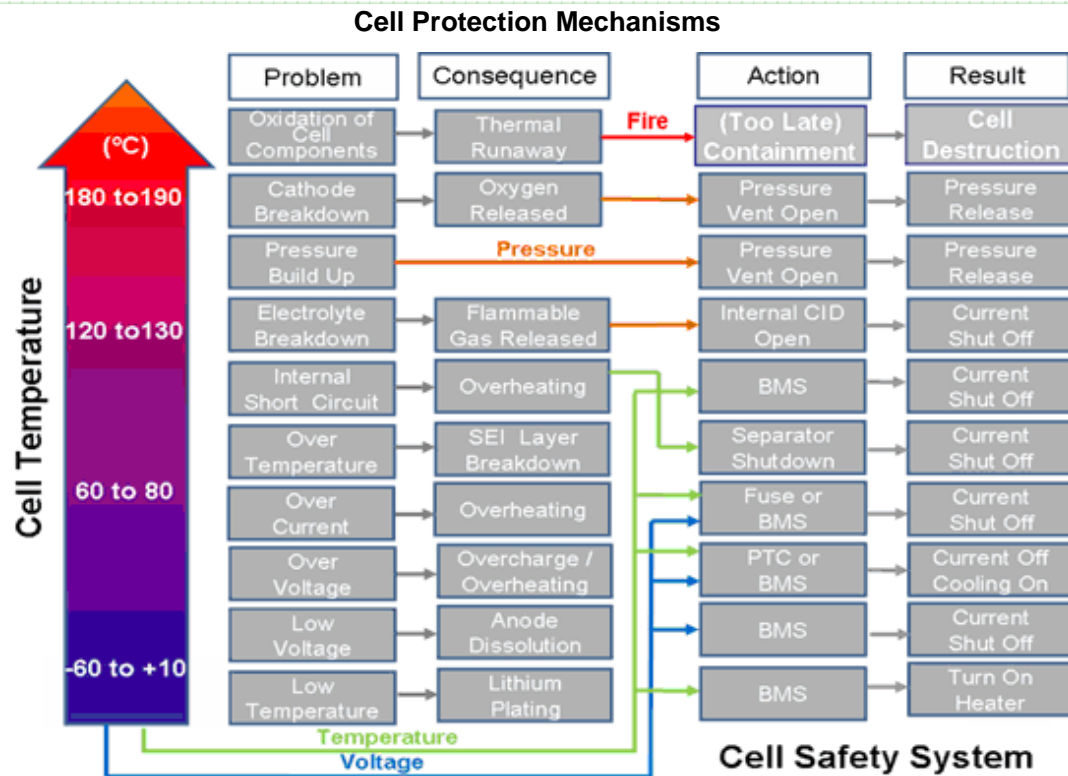 Cell Protection Mechanisms
Problem
Consequence
Action
Result
Oxidation of
Cell
Components
Thermal
Runaway
Fire
(Too Late)
Containment
Cell
Destruction
Cathode
Breakdown
Oxygen
Released
Pressure
Vent Open
Pressure
Release
Pressure
Build Up
Pressure
Pressure
Vent Open
Pressure
Release
Electrolyte
Breakdown
Flammable
Gas Released
Internal CID
Open
Current
Shut Off
Internal
Short Circuit
Overheating
BMS
Current
Shut Off
Over
Temperature
SEI Layer
Breakdown
Separator
Shutdown
Current
Shut Off
Over
Current
Overheating
Fuse or
BMS
Current
Shut Off
Over
Voltage
Overcharge /
Overheating
PTC or
BMS
Current Off
Cooling On
Low
Voltage
Anode
Dissolution
BMS
Current
Shut Off
Low
Temperature
Lithium
Plating
BMS
Turn On
Heater
Cell Temperature
(°C)
180 to190
120 to130
60 to 80
-60 to +10
Temperature
Voltage
Cell Safety System